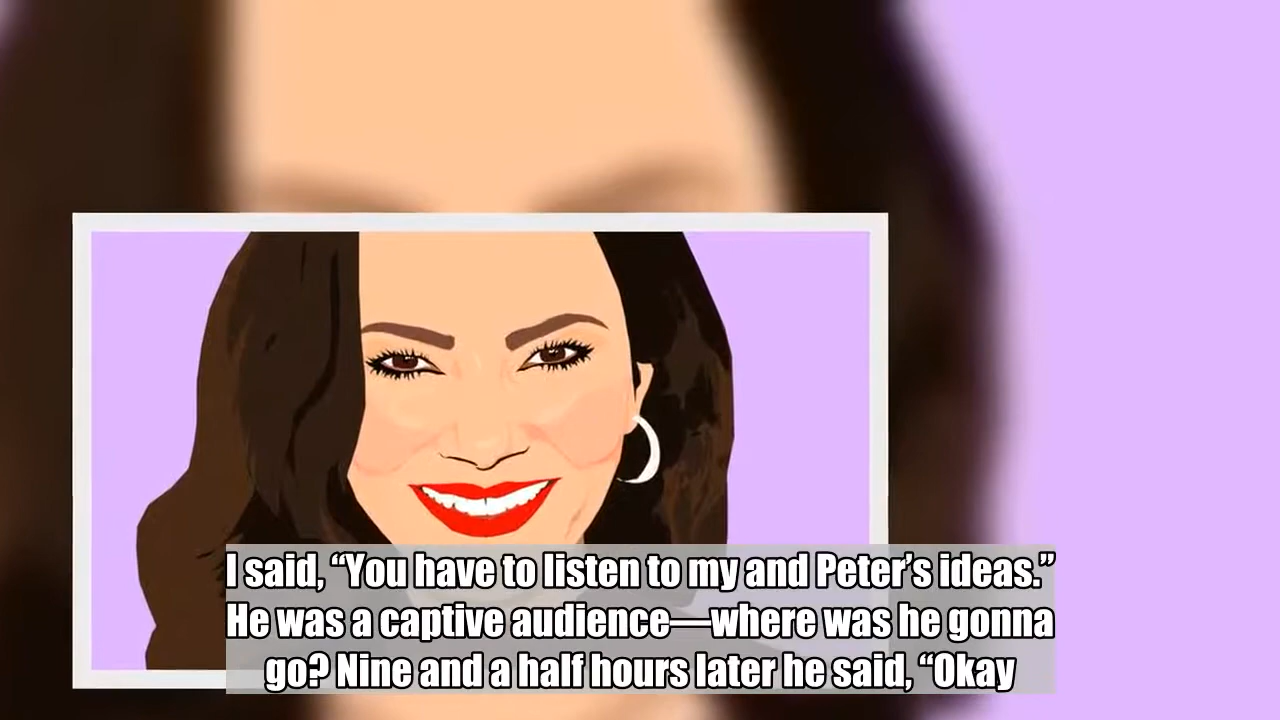 I said, “You have to listen to my and Peter’s ideas.”
He was a captive audience—where was he gonna
go? Nine and a half hours later he said, “Okay